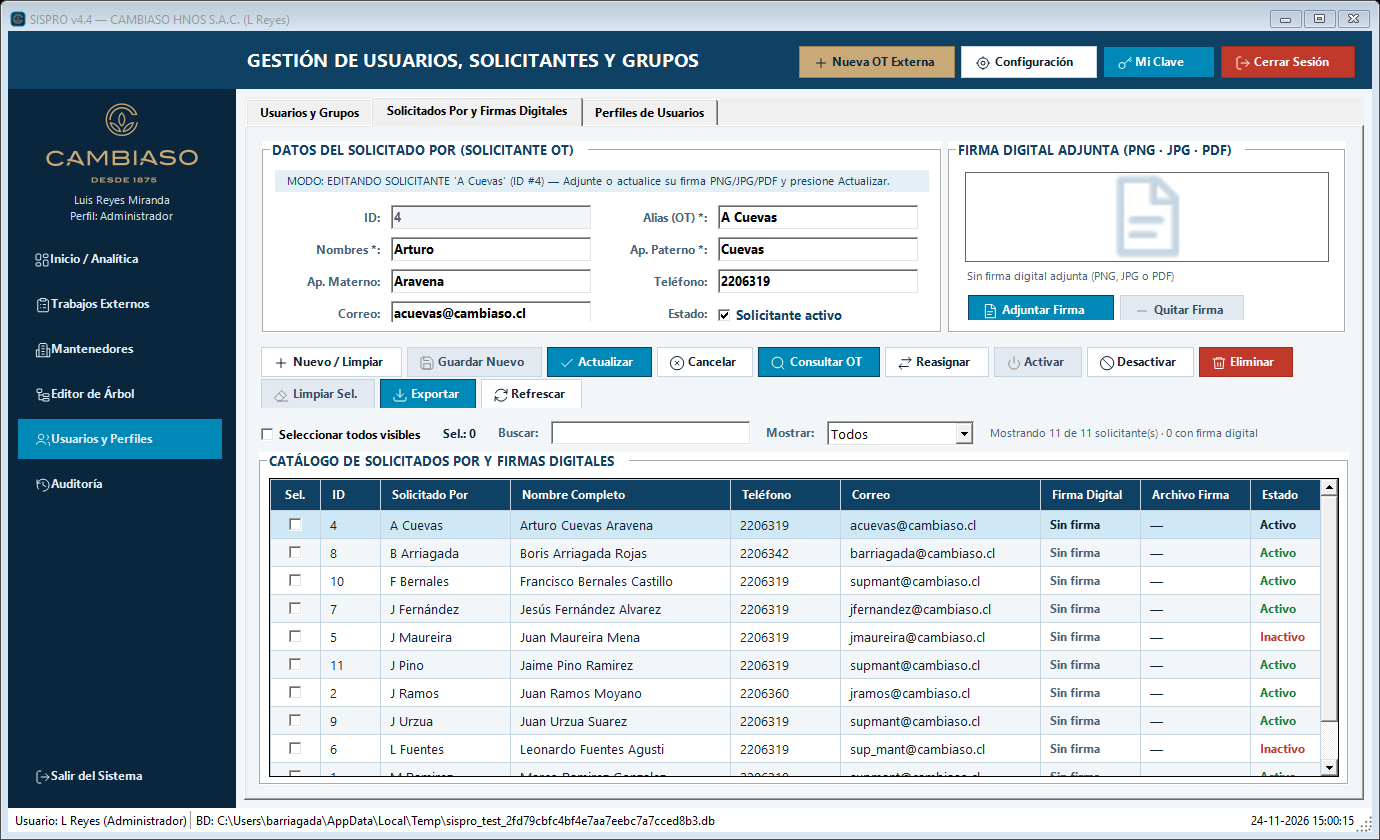 SISPRO v4.4 — CAMBIASO HNOS S.A.C. (L Reyes)
GESTIÓN DE USUARIOS, SOLICITANTES Y GRUPOS
Nueva OT Externa
Configuración
Mi Clave
Cerrar Sesión
CAMBIASO
DESDE 1875
Luis Reyes Miranda
Perfil: Administrador
Inicio / Analítica
Trabajos Externos
Mantenedores
Editor de Árbol
Usuarios y Perfiles
Auditoría
Salir del Sistema
Usuarios y Grupos
Solicitados Por y Firmas Digitales
Perfiles de Usuarios
DATOS DEL SOLICITADO POR (SOLICITANTE OT)
MODO: EDITANDO SOLICITANTE 'A Cuevas' (ID #4) — Adjunte o actualice su firma PNG/JPG/PDF y presione Actualizar.
ID: 4 Alias (OT) *: A Cuevas
Nombres *: Arturo Ap. Paterno *: Cuevas
Ap. Materno: Aravena Teléfono: 2206319
Correo: acuevas@cambiaso.cl Estado: Solicitante activo
FIRMA DIGITAL ADJUNTA (PNG · JPG · PDF)
Sin firma digital adjunta (PNG, JPG o PDF)
Adjuntar Firma
— Quitar Firma
Nuevo / Limpiar
Guardar Nuevo
Actualizar
Cancelar
Consultar OT
Reasignar
Activar
Desactivar
Eliminar
Limpiar Sel.
Exportar
Refrescar
Seleccionar todos visibles Sel.: 0 Buscar: Mostrar: Todos Mostrando 11 de 11 solicitante(s) · 0 con firma digital
CATÁLOGO DE SOLICITADOS POR Y FIRMAS DIGITALES
Sel. ID Solicitado Por Nombre Completo Teléfono Correo Firma Digital Archivo Firma Estado
4 A Cuevas Arturo Cuevas Aravena 2206319 acuevas@cambiaso.cl Sin firma — Activo
8 B Arriagada Boris Arriagada Rojas 2206342 barriagada@cambiaso.cl Sin firma — Activo
10 F Bernales Francisco Bernales Castillo 2206319 supmant@cambiaso.cl Sin firma — Activo
7 J Fernández Jesús Fernández Alvarez 2206319 jfernandez@cambiaso.cl Sin firma — Activo
5 J Maureira Juan Maureira Mena 2206319 jmaureira@cambiaso.cl Sin firma — Inactivo
11 J Pino Jaime Pino Ramirez 2206319 supmant@cambiaso.cl Sin firma — Activo
2 J Ramos Juan Ramos Moyano 2206360 jramos@cambiaso.cl Sin firma — Activo
9 J Urzua Juan Urzua Suarez 2206319 supmant@cambiaso.cl Sin firma — Activo
6 L Fuentes Leonardo Fuentes Agusti 2206319 sup_mant@cambiaso.cl Sin firma — Inactivo
Usuario: L Reyes (Administrador) BD: C:\Users\barriagada\AppData\Local\Temp\sispro_test_2fd79cbfc4bf4e7aa7eebc7a7cced8b3.db 24-11-2026 15:00:15